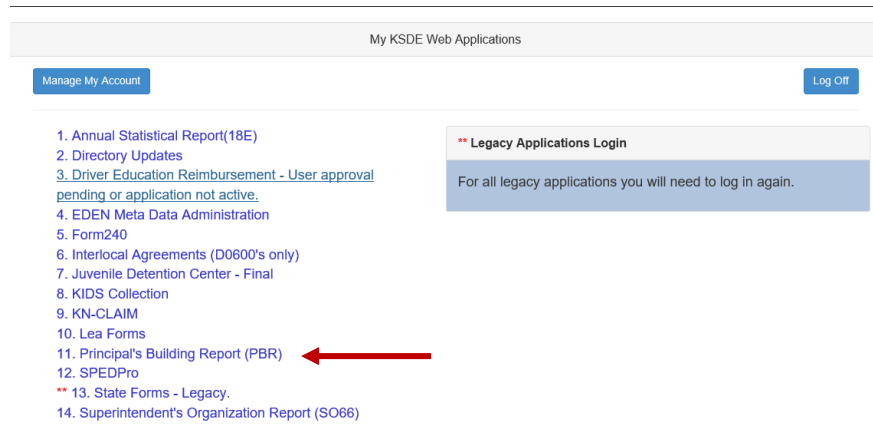 My KSDE Web Applications
Manage My Account
Log Off
1. Annual Statistical Report(18E)
2. Directory Updates
3. Driver Education Reimbursement - User approval
pending or application not active.
4. EDEN Meta Data Administration
5. Form240
6. Interlocal Agreements (D0600's only)
7. Juvenile Detention Center - Final
8. KIDS Collection
9. KN-CLAIM
10. Lea Forms
11. Principal's Building Report (PBR)
12. SPEDPro
** 13. State Forms - Legacy.
14. Superintendent's Organization Report (SO66)
** Legacy Applications Login
For all legacy applications you will need to log in again.